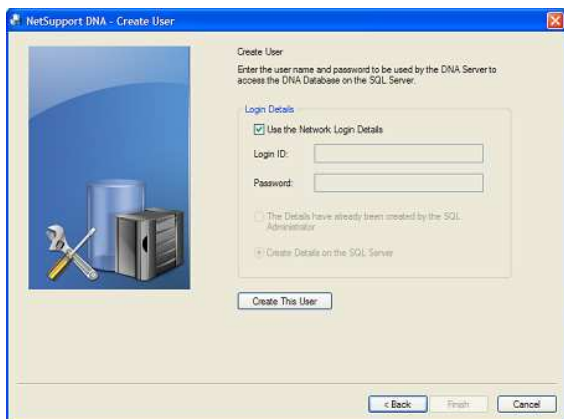 NetSupport DNA - Create User
Create User
Enter the user name and password to be used by the DNA Server to
access the DNA Database on the SQL Server.
Login Details
Use the Network Login Details
Login ID:
Password:
The Details have already been created by the SQL
Administrator
Create Details on the SQL Server
Create This User
< Back
Finish
Cancel